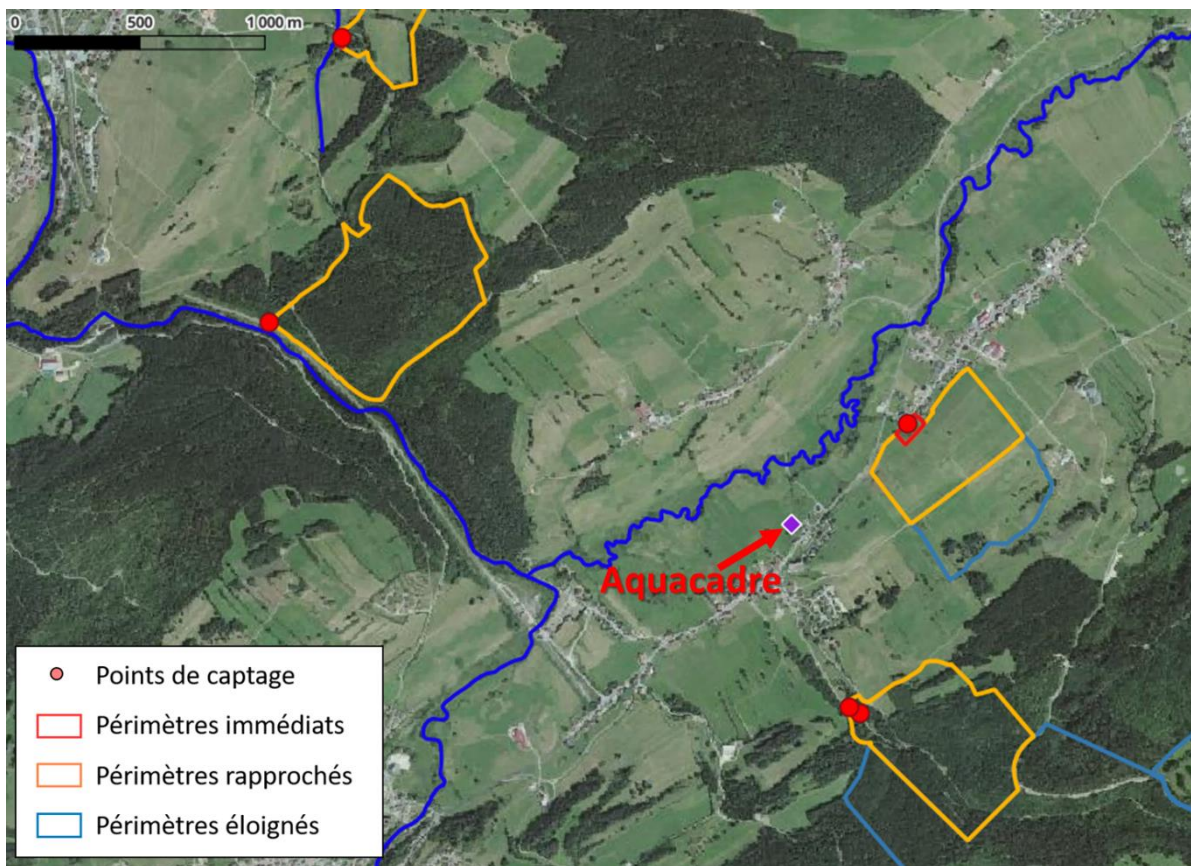 0 500 1 000 m
Aquacadre
Points de captage
Périmètres immédiats
Périmètres rapprochés
Périmètres éloignés